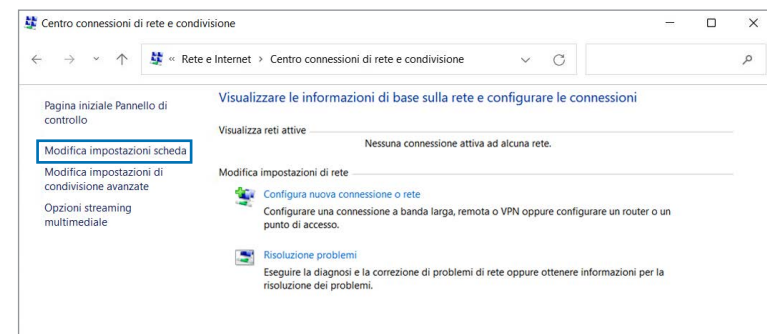 Centro connessioni di rete e condivisione
« Rete e Internet > Centro connessioni di rete e condivisione
Pagina iniziale Pannello di
controllo
Modifica impostazioni scheda
Modifica impostazioni di
condivisione avanzate
Opzioni streaming
multimediale
Visualizzare le informazioni di base sulla rete e configurare le connessioni
Visualizza reti attive
Nessuna connessione attiva ad alcuna rete.
Modifica impostazioni di rete
Configura nuova connessione o rete
Configurare una connessione a banda larga, remota o VPN oppure configurare un router o un
punto di accesso.
Risoluzione problemi
Eseguire la diagnosi e la correzione di problemi di rete oppure ottenere informazioni per la
risoluzione dei problemi.